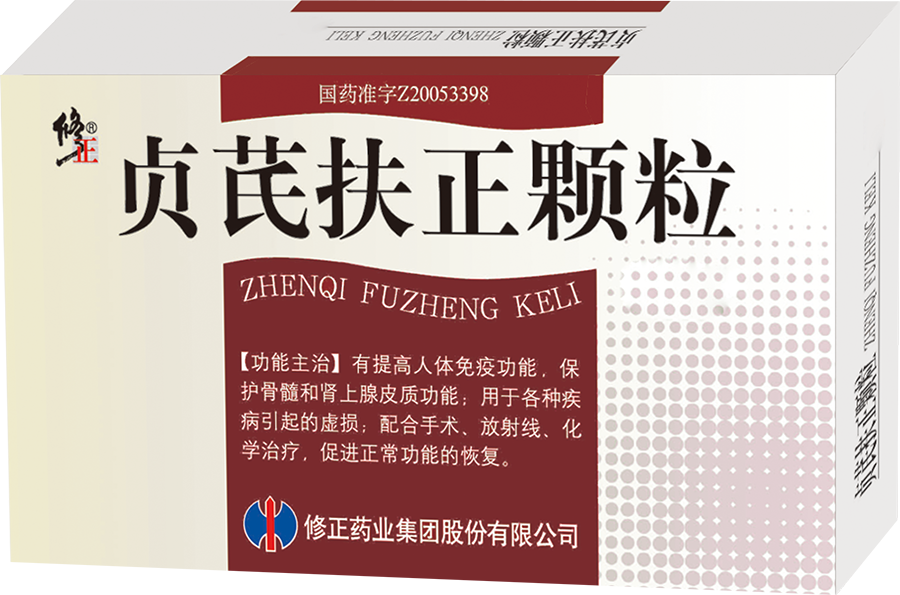 贞芪扶正颗粒 ZHENQI FUZHENG KELI
国药准字Z20053398
修正®
贞芪扶正颗粒
ZHENQI FUZHENG KELI
【功能主治】有提高人体免疫功能，保
护骨髓和肾上腺皮质功能；用于各种疾
病引起的虚损；配合手术、放射线、化
学治疗，促进正常功能的恢复。
修正药业集团股份有限公司
贞芪扶正颗粒 ZHENQI FUZHENG KELI